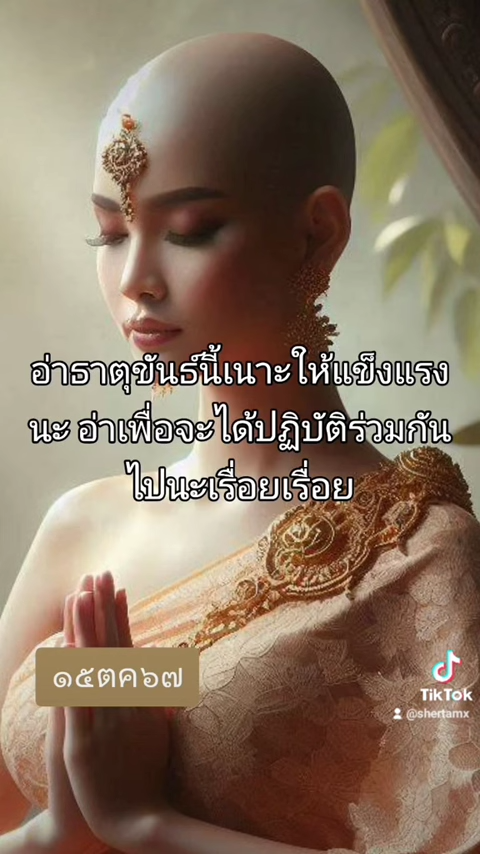 อ่าธาตุขันธ์นี้เนาะให้แข็งแรง
นะ อ่าเพื่อจะได้ปฏิบัติร่วมกัน
ไปนะเรื่อยเรื่อย
๑๕ตค๖๗
TikTok
@shertamx